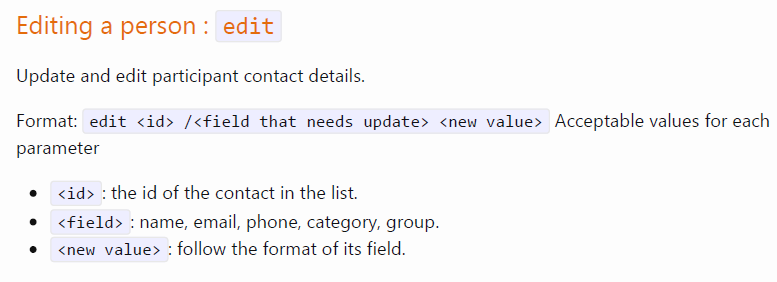 Editing a person : edit
Update and edit participant contact details.
Format: edit <id> /<field that needs update> <new value> Acceptable values for each
parameter
• <id> : the id of the contact in the list.
• <field> : name, email, phone, category, group.
• <new value> : follow the format of its field.